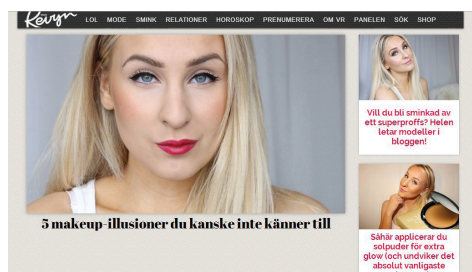 Kevyn
LOL MODE SMINK RELATIONER HOROSKOP PRENUMERERA OM VR PANELEN SÖK SHOP
5 makeup-illusioner du kanske inte känner till
Vill du bli sminkad av
ett superproffs? Helen
letar modeller i
bloggen!
Såhär applicerar du
solpuder för extra
glow (och undviker det
absolut vanligaste